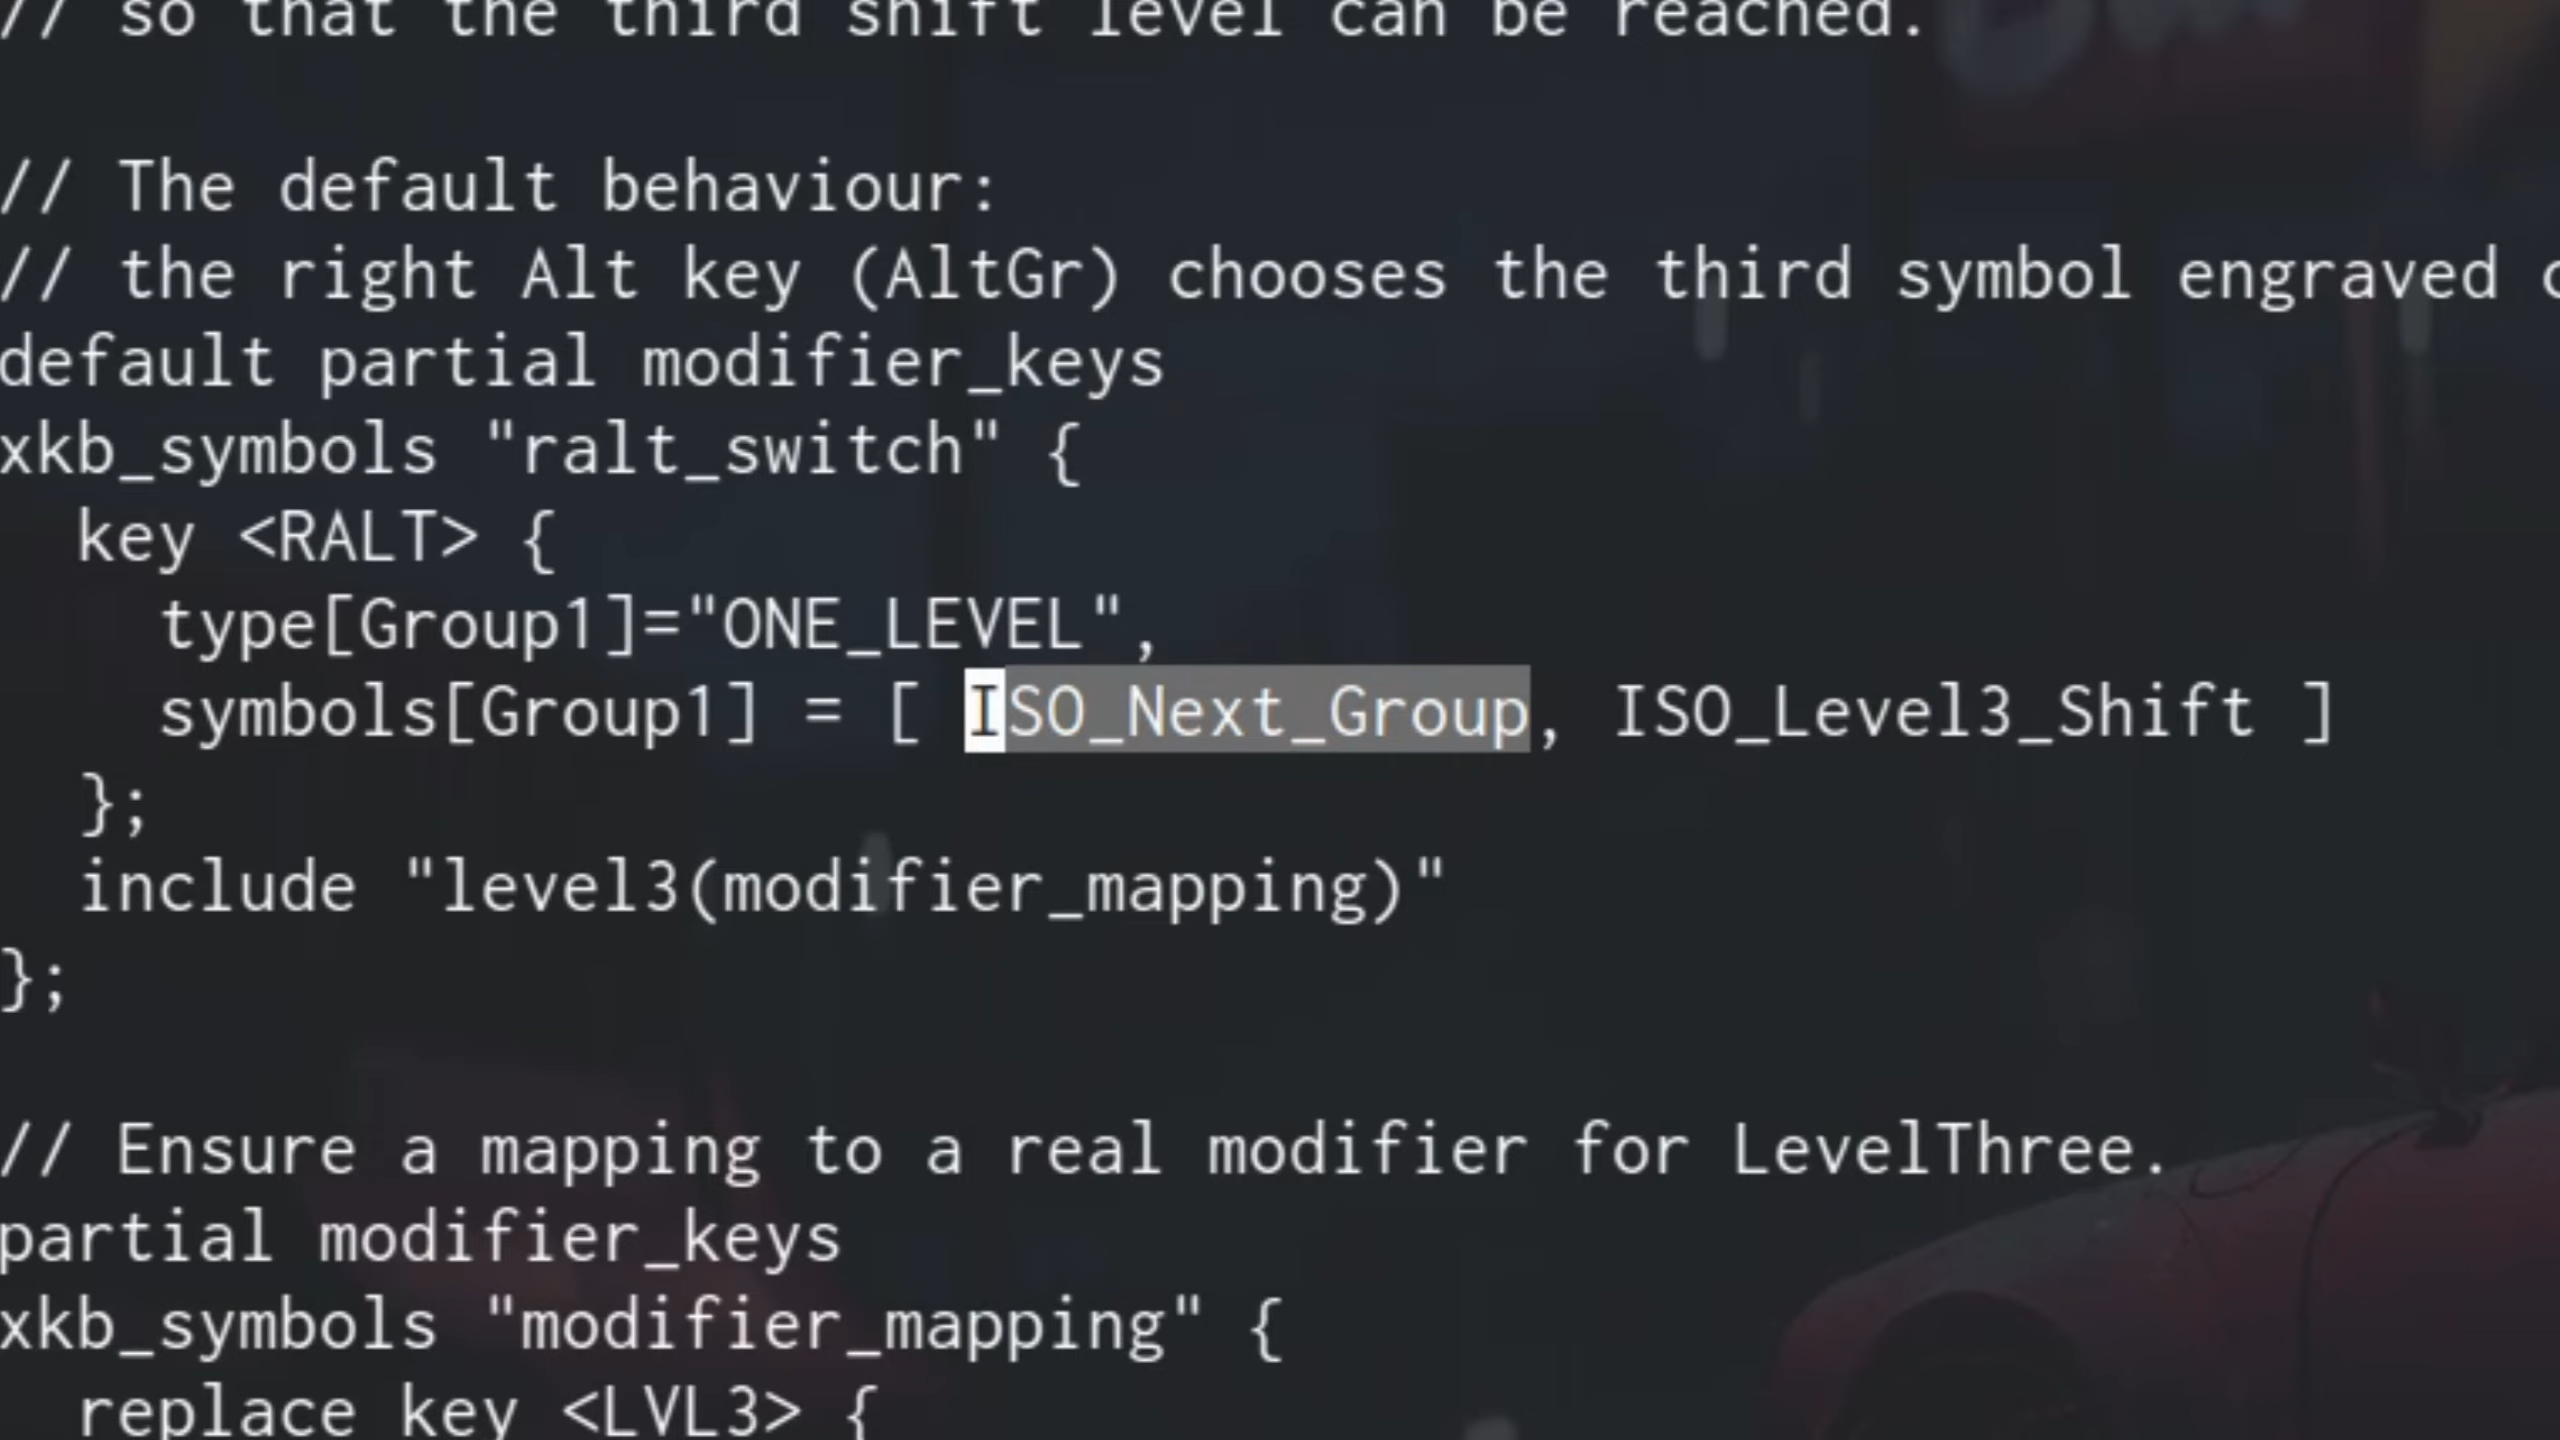 // so that the third shift level can be reached.
// The default behaviour:
// the right Alt key (AltGr) chooses the third symbol engraved
default partial modifier_keys
xkb_symbols "ralt_switch" {
key <RALT> {
type[Group1]="ONE_LEVEL",
symbols[Group1] = [ ISO_Next_Group, ISO_Level3_Shift ]
};
include "level3(modifier_mapping)"
};
// Ensure a mapping to a real modifier for LevelThree.
partial modifier_keys
xkb_symbols "modifier_mapping" {
replace key <LVL3> {